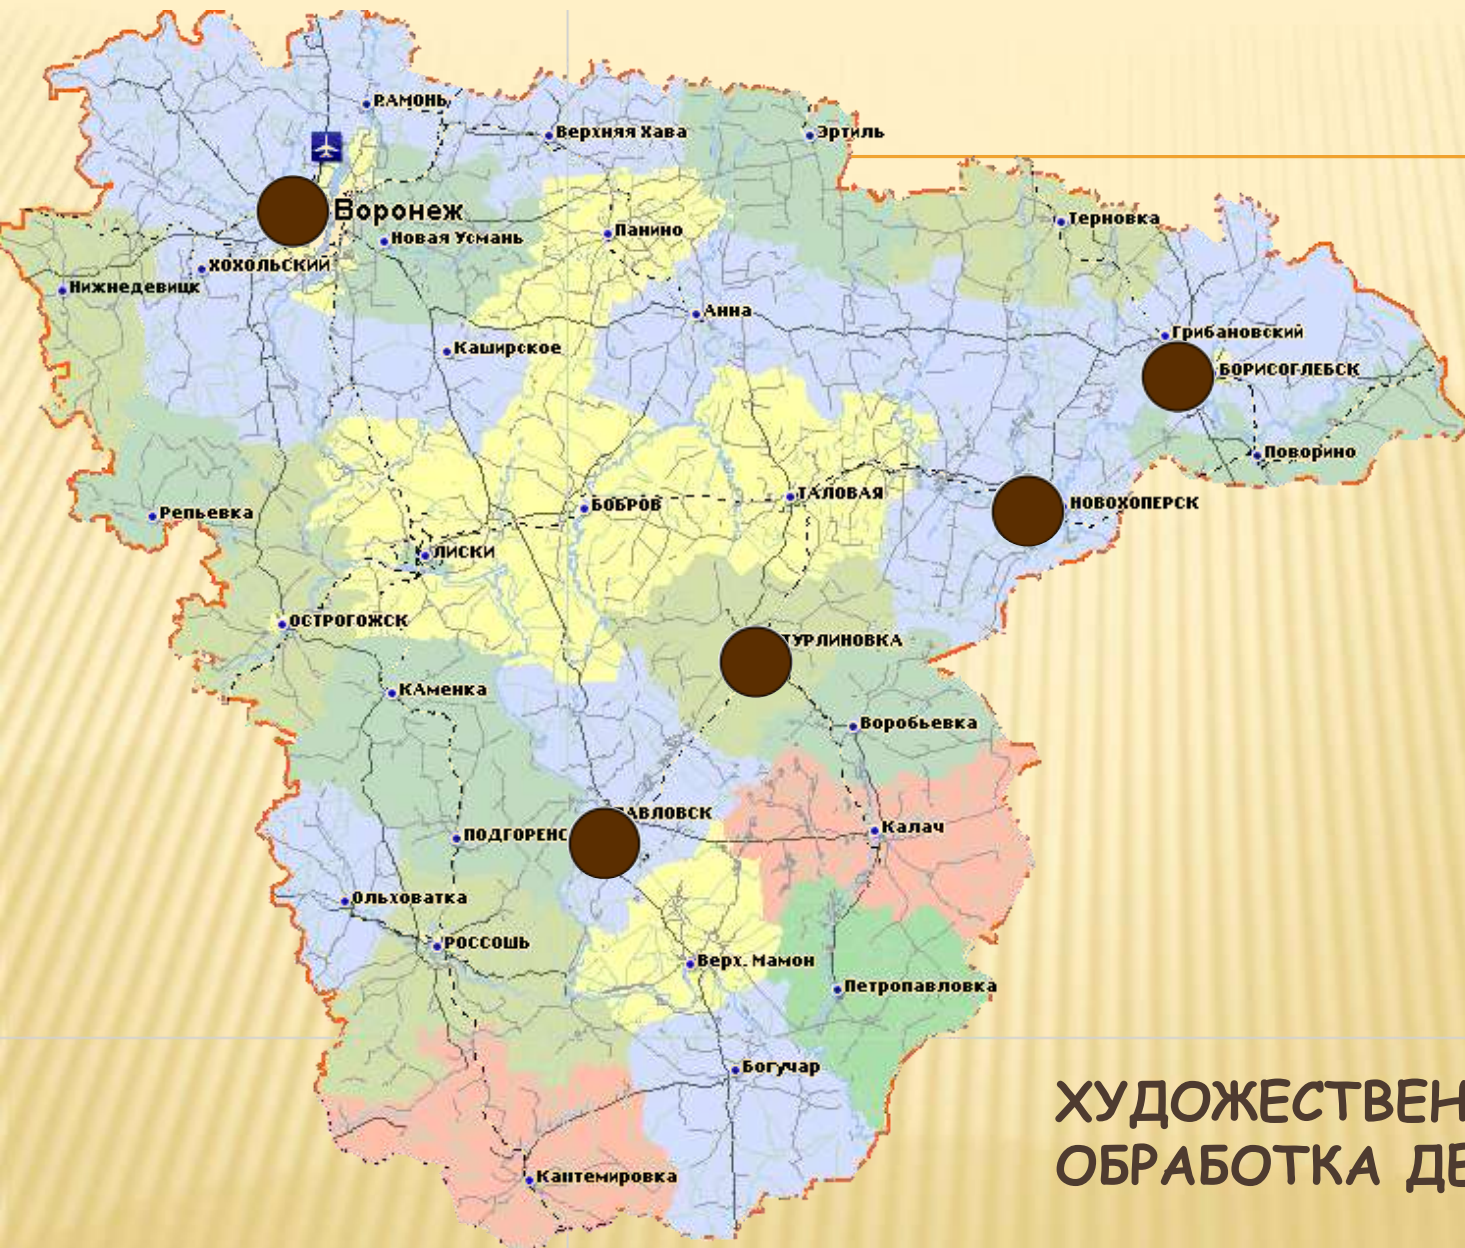 РАМОНЬ
Верхняя Хава
Эртиль
Воронеж
Терновка
Новая Усмань
Панино
ХОХОЛЬСКИЙ
Нижнедевицк
Анна
Грибановский
Каширское
БОРИСОГЛЕБСК
Поворино
ТАЛОВАЯ
БОБРОВ
НОВОХОПЕРСК
Репьевка
ЛИСКИ
ОСТРОГОЖСК
ТУРЛИНОВКА
КАменка
Воробьевка
АВЛОВСК
Калач
ПОДГОРЕНС
Ольховатка
РОССОШЬ
Верх. Мамон
Петропавловка
Богучар
ХУДОЖЕСТВЕН
ОБРАБОТКА ДЕ
Кантемировка